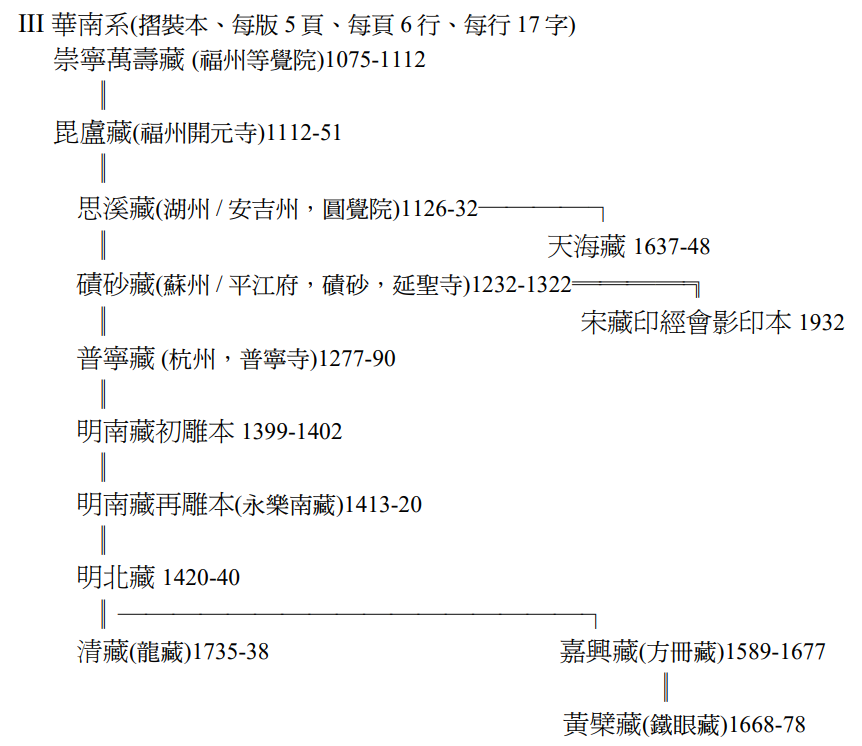 III 華南系(摺裝本、每版 5 頁、每頁 6 行、每行 17 字)
崇寧萬壽藏 (福州等覺院)1075-1112
毘盧藏(福州開元寺)1112-51
思溪藏(湖州 / 安吉州，圓覺院)1126-32
天海藏 1637-48
磧砂藏(蘇州 / 平江府，磧砂，延聖寺)1232-1322
宋藏印經會影印本 1932
普寧藏 (杭州，普寧寺)1277-90
明南藏初雕本 1399-1402
明南藏再雕本(永樂南藏)1413-20
明北藏 1420-40
清藏(龍藏)1735-38
嘉興藏(方冊藏)1589-1677
黃檗藏(鐵眼藏)1668-78